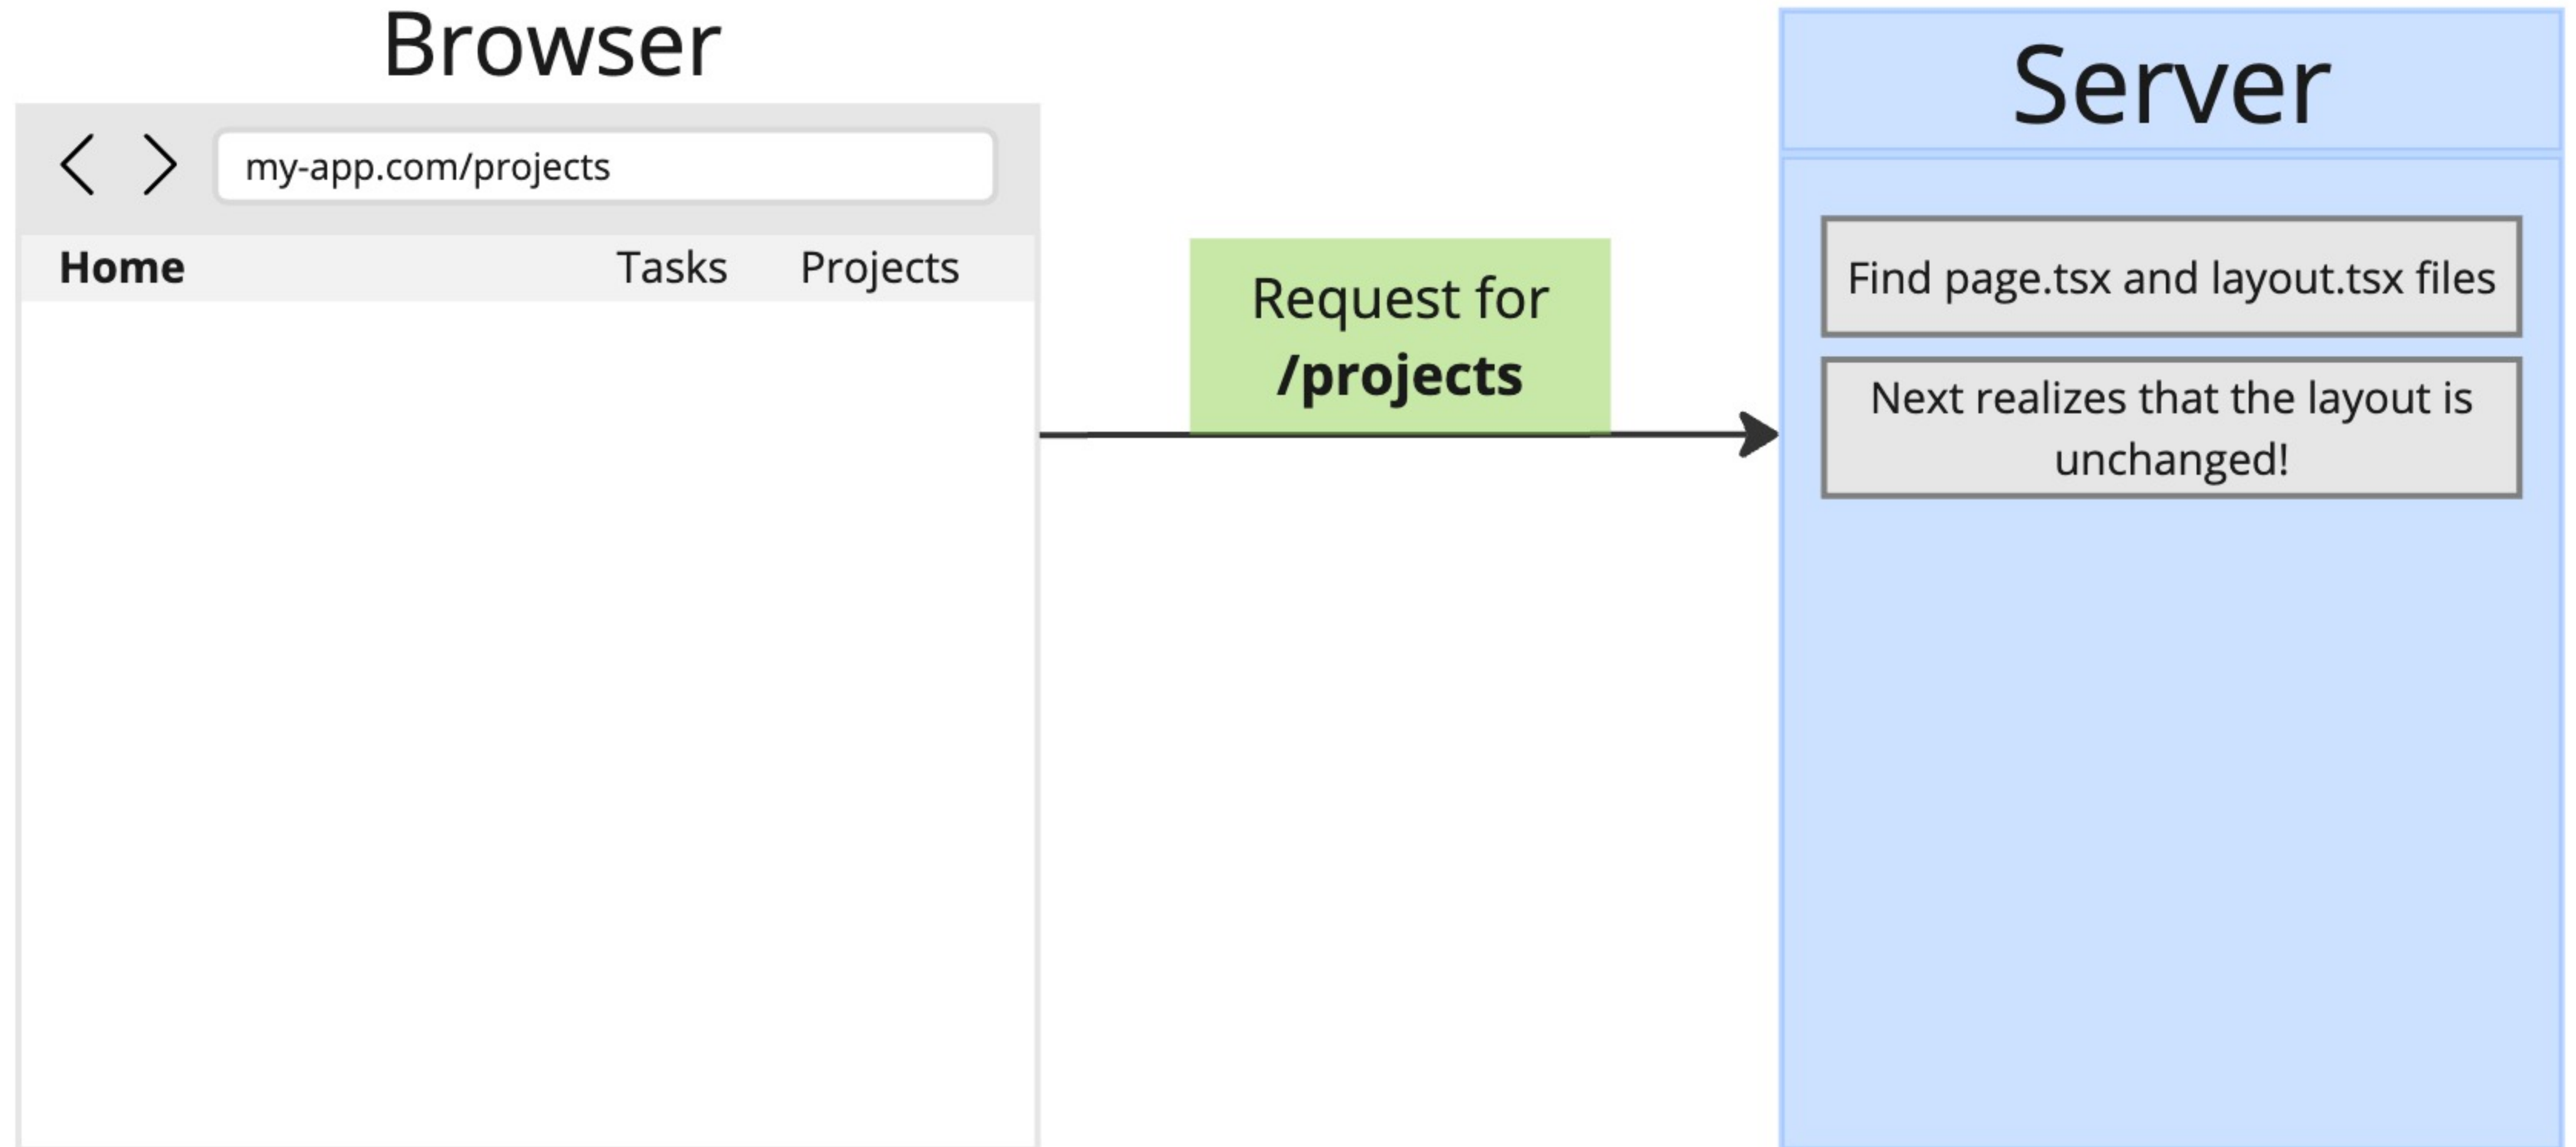 Browser
my-app.com/projects
Home Tasks Projects
Request for
/projects
Server
Find page.tsx and layout.tsx files
Next realizes that the layout is
unchanged!